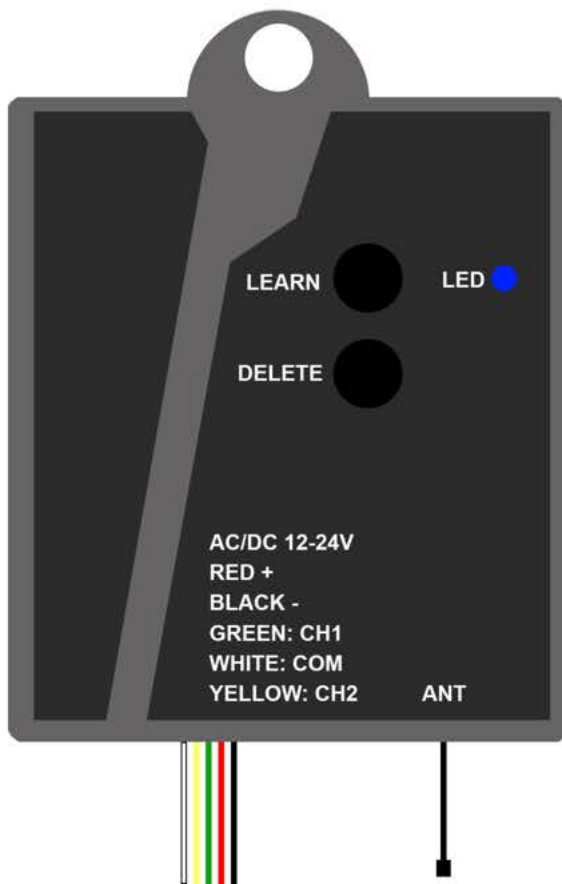 LEARN
LED
DELETE
AC/DC 12-24V
RED +
BLACK -
GREEN: CH1
WHITE: COM
YELLOW: CH2
ANT